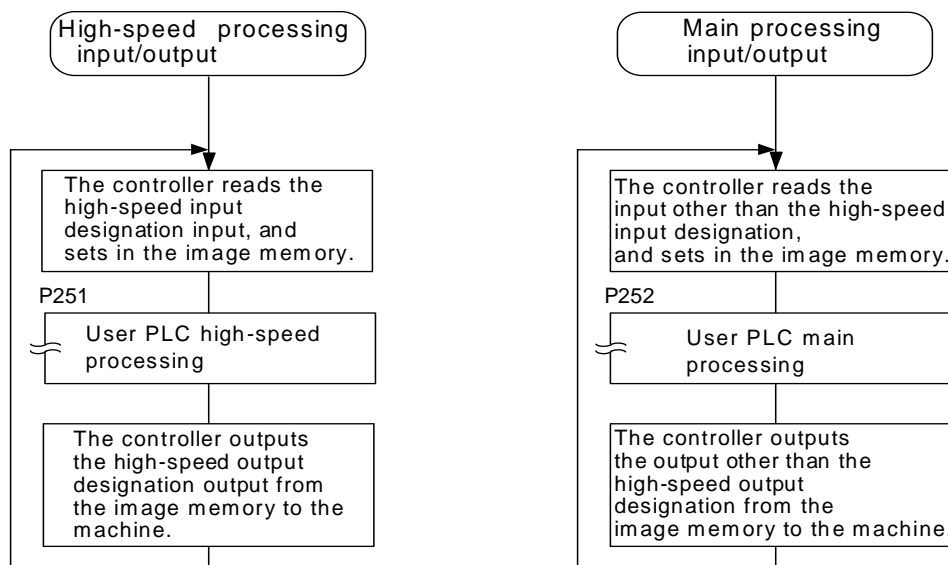 High-speed processing
input/output
The controller reads the
high-speed input
designation input, and
sets in the image memory.
P251
User PLC high-speed
processing
The controller outputs
the high-speed output
designation output from
the image memory to the
machine.
Main processing
input/output
The controller reads the
input other than the high-speed
input designation,
and sets in the image memory.
P252
User PLC main
processing
The controller outputs
the output other than the
high-speed output
designation from the
image memory to the machine.